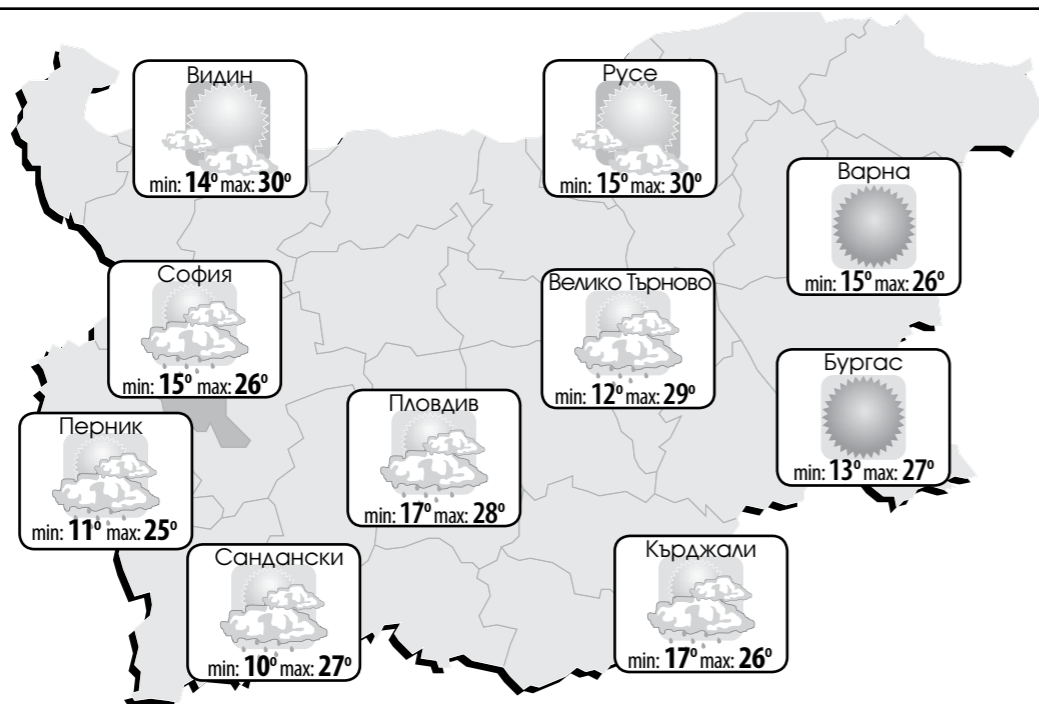 Видин
min: 14º max: 30º
Русе
min: 15º max: 30º
Варна
min: 15º max: 26º
София
min: 15º max: 26º
Велико Търново
min: 12º max: 29º
Бургас
min: 13º max: 27º
Пловдив
min: 17º max: 28º
Перник
min: 11º max: 25º
Сандански
min: 10º max: 27º
Кърджали
min: 17º max: 26º